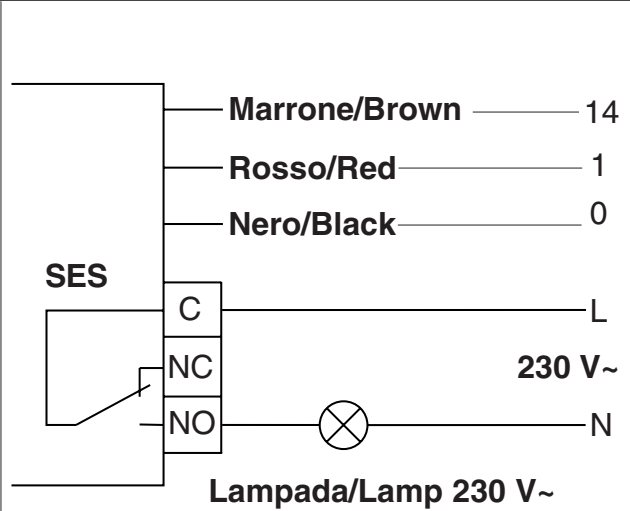 Marrone/Brown 14
Rosso/Red 1
Nero/Black 0
SES
C L
NC 230 V~
NO N
Lampada/Lamp 230 V~